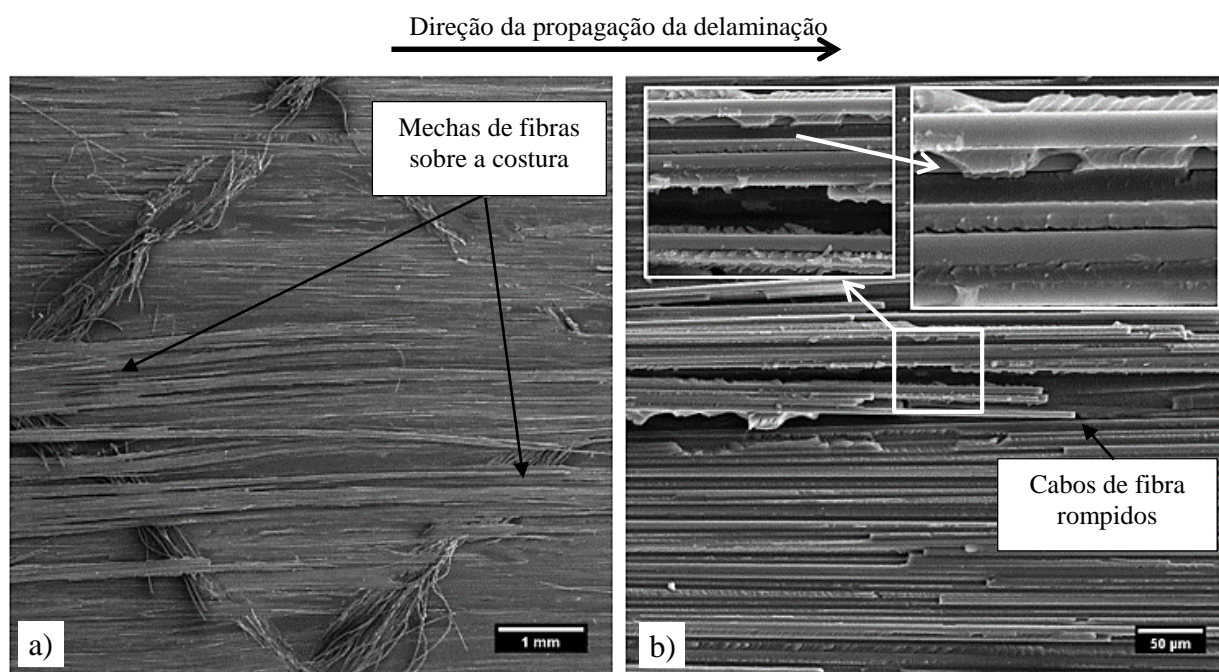 Direção da propagação da delaminação
Mechas de fibras
sobre a costura
Cabos de fibra
rompidos
a)
1 mm
b)
50 µm